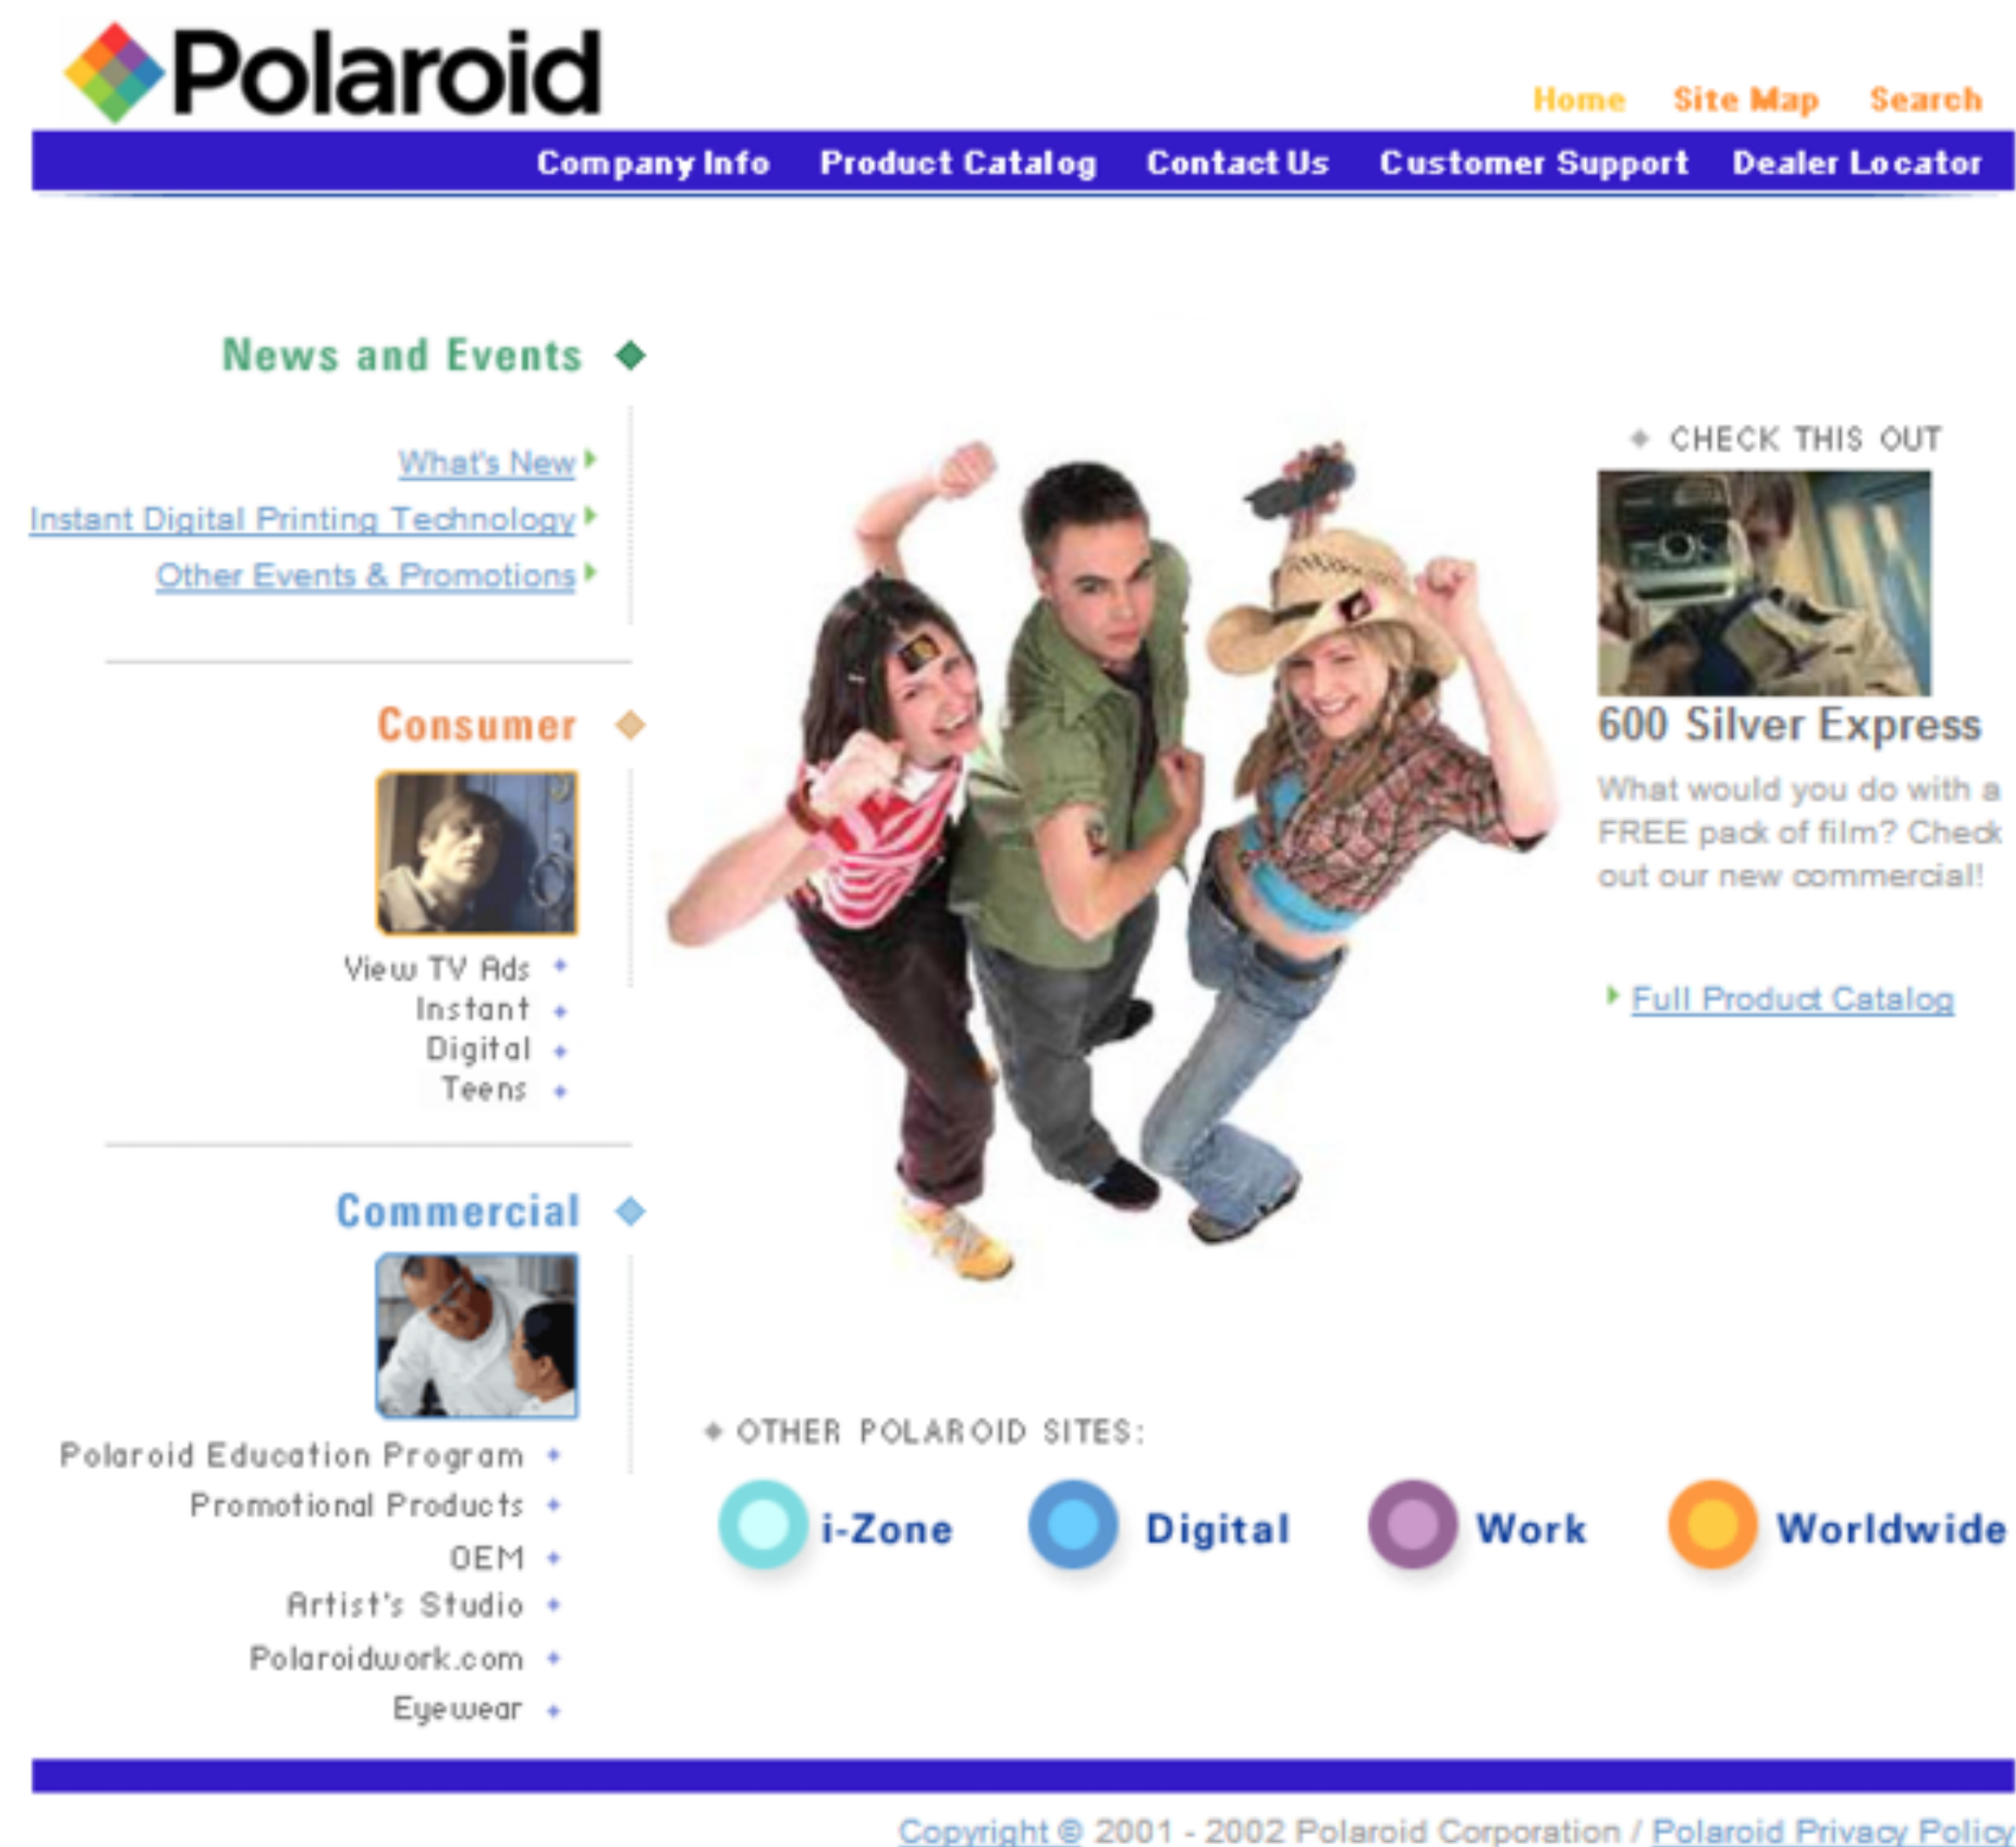 Polaroid
Home Site Map Search
Company Info Product Catalog Contact Us Customer Support Dealer Locator
News and Events
What's New
Instant Digital Printing Technology
Other Events & Promotions
Consumer
View TV Ads
Instant
Digital
Teens
Commercial
Polaroid Education Program
Promotional Products
OEM
Artist's Studio
Polaroidwork.com
Eyewear
CHECK THIS OUT
600 Silver Express
What would you do with a
FREE pack of film? Check
out our new commercial!
Full Product Catalog
OTHER POLAROID SITES:
i-Zone Digital Work Worldwide
Copyright © 2001 - 2002 Polaroid Corporation / Polaroid Privacy Policy